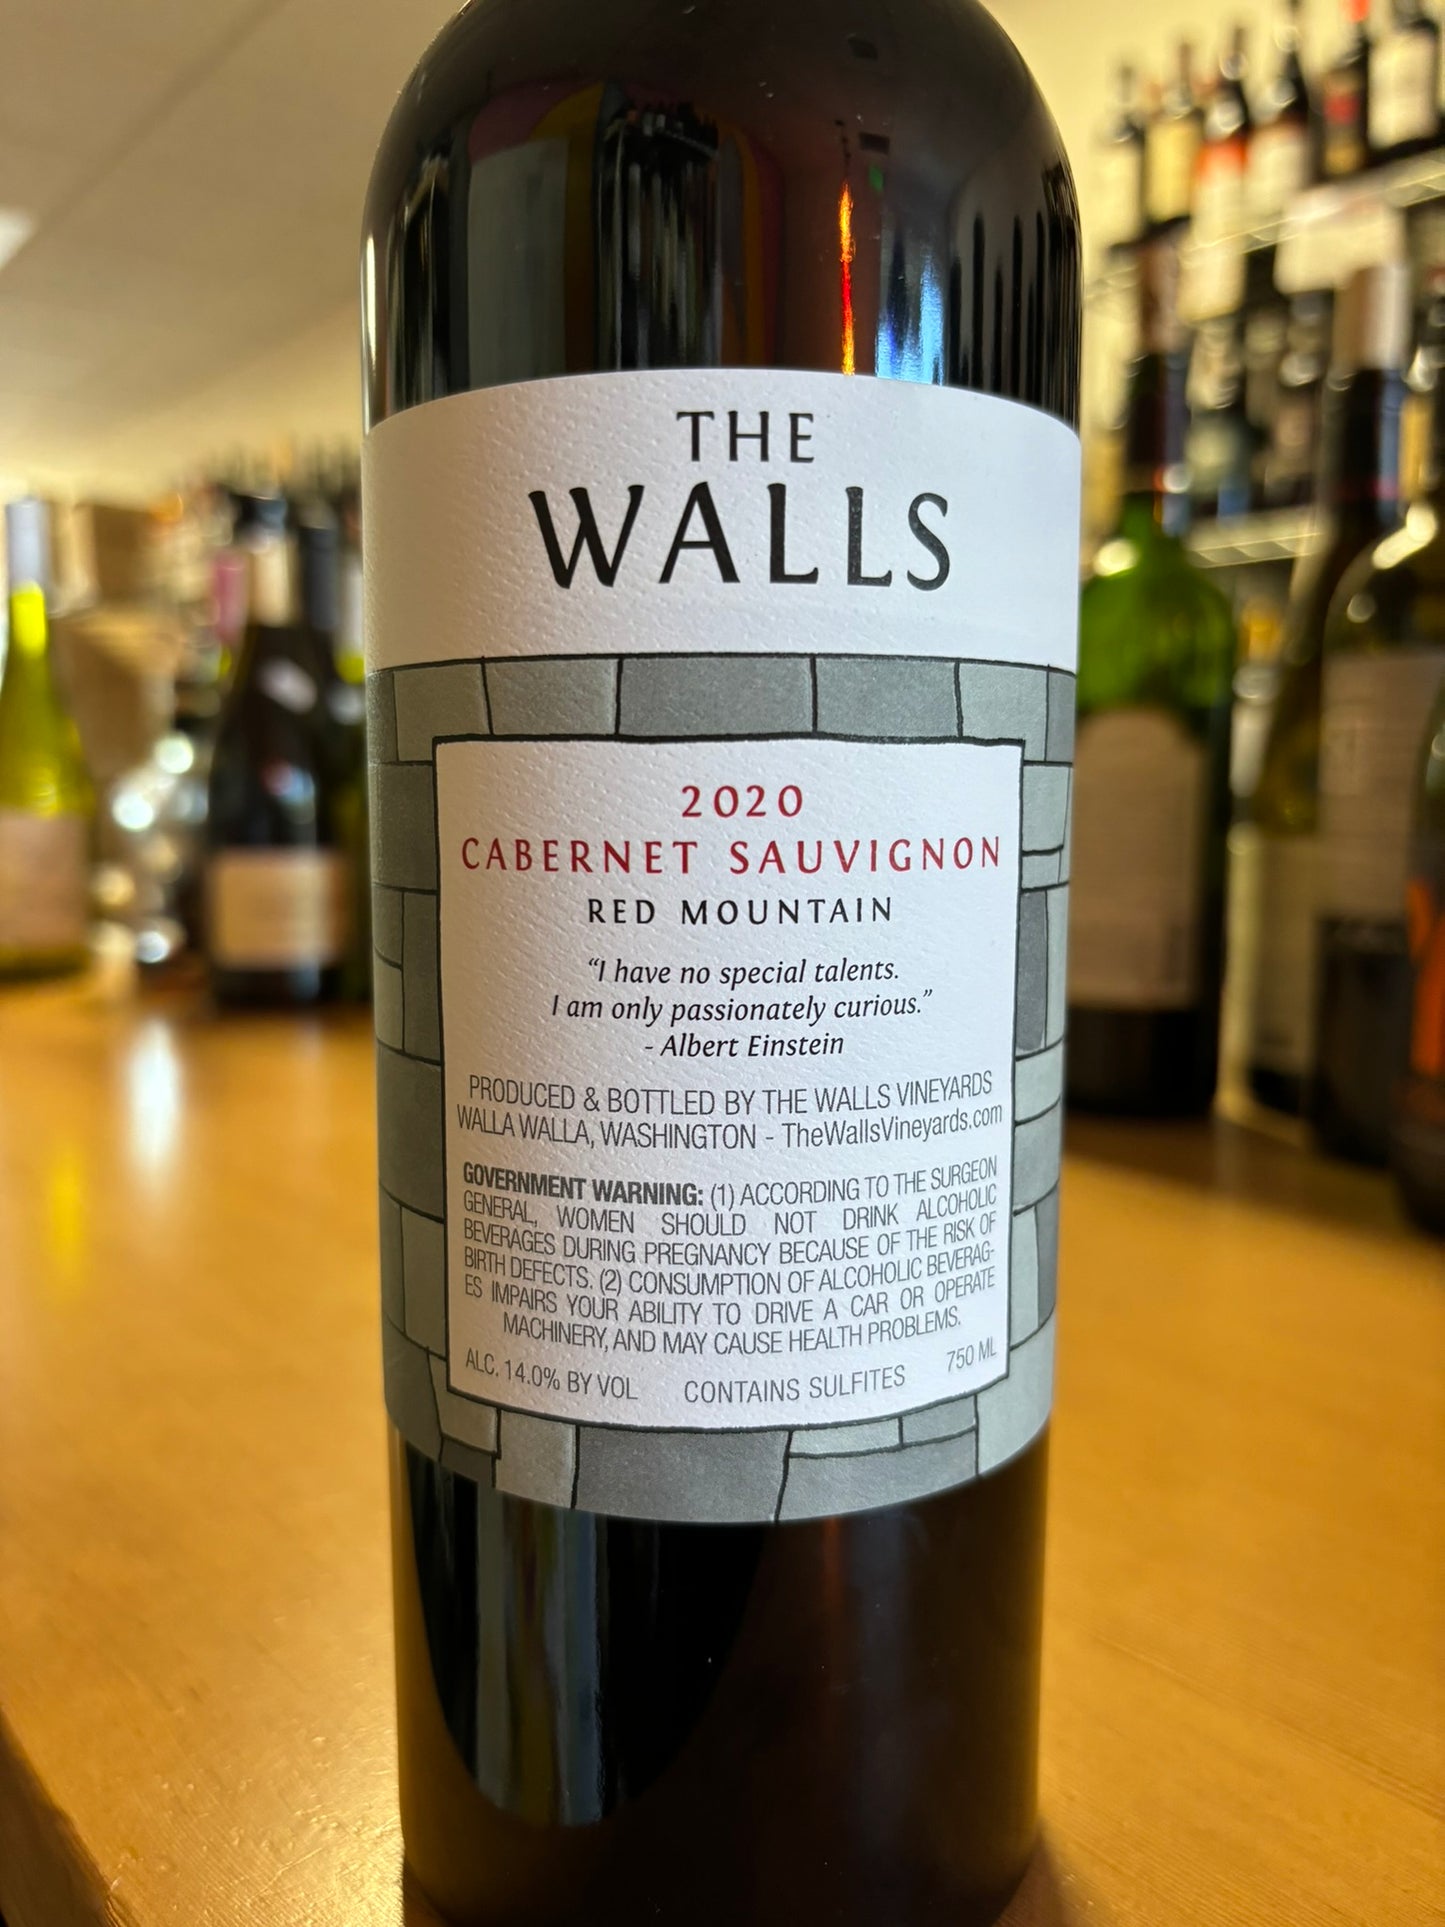 THE
WALLS
2020
CABERNET SAUVIGNON
RED MOUNTAIN
“I have no special talents.
I am only passionately curious.”
- Albert Einstein
PRODUCED & BOTTLED BY THE WALLS VINEYARDS
WALLA WALLA, WASHINGTON - TheWallsVineyards.com
GOVERNMENT WARNING: (1) ACCORDING TO THE SURGEON
GENERAL, WOMEN SHOULD NOT DRINK ALCOHOLIC
BEVERAGES DURING PREGNANCY BECAUSE OF THE RISK OF
BIRTH DEFECTS. (2) CONSUMPTION OF ALCOHOLIC BEVERAG-
ES IMPAIRS YOUR ABILITY TO DRIVE A CAR OR OPERATE
MACHINERY, AND MAY CAUSE HEALTH PROBLEMS.
ALC. 14.0% BY VOL CONTAINS SULFITES 750 ML